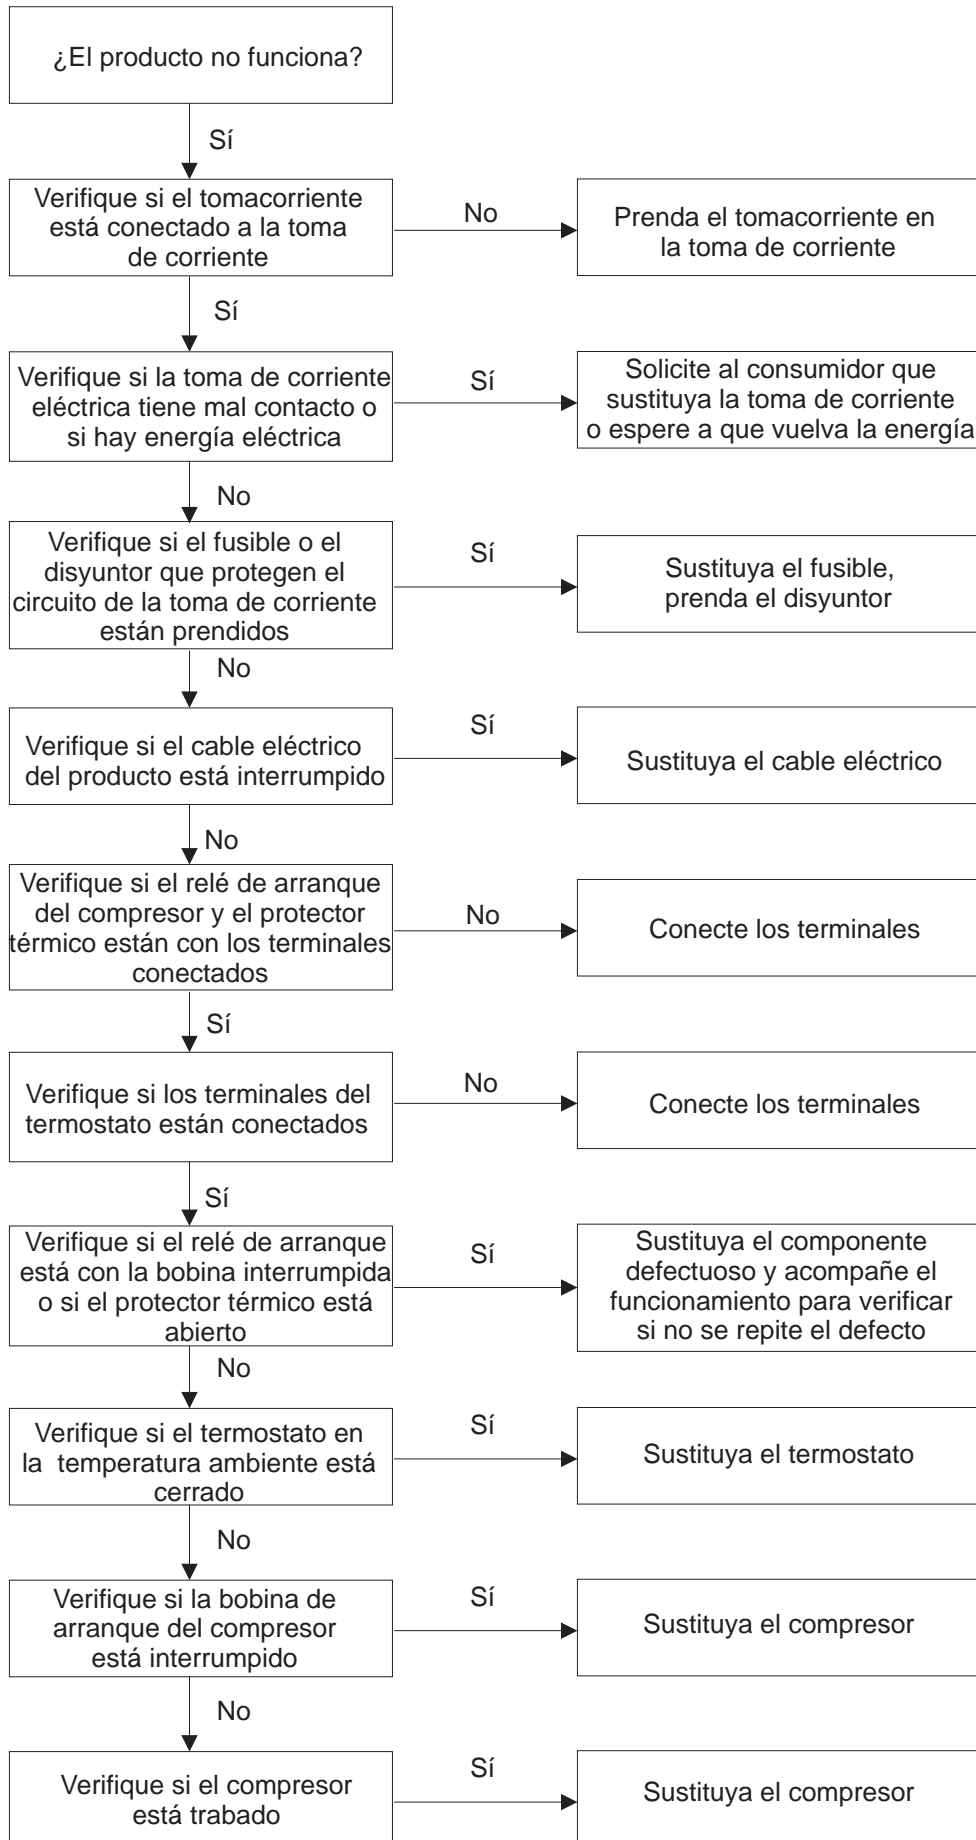 ¿El producto no funciona?
Sí
Verifique si el tomacorriente
está conectado a la toma
de corriente
No
Prenda el tomacorriente en
la toma de corriente
Sí
Verifique si la toma de corriente
eléctrica tiene mal contacto o
si hay energía eléctrica
Sí
Solicite al consumidor que
sustituya la toma de corriente
o espere a que vuelva la energía
No
Verifique si el fusible o el
disyuntor que protegen el
circuito de la toma de corriente
están prendidos
Sí
Sustituya el fusible,
prenda el disyuntor
No
Verifique si el cable eléctrico
del producto está interrumpido
Sí
Sustituya el cable eléctrico
No
Verifique si el relé de arranque
del compresor y el protector
térmico están con los terminales
conectados
No
Conecte los terminales
Sí
Verifique si los terminales del
termostato están conectados
No
Conecte los terminales
Sí
Verifique si el relé de arranque
está con la bobina interrumpida
o si el protector térmico está
abierto
Sí
Sustituya el componente
defectuoso y acompañe el
funcionamiento para verificar
si no se repite el defecto
No
Verifique si el termostato en
la temperatura ambiente está
cerrado
Sí
Sustituya el termostato
No
Verifique si la bobina de
arranque del compresor
está interrumpido
Sí
Sustituya el compresor
No
Verifique si el compresor
está trabado
Sí
Sustituya el compresor